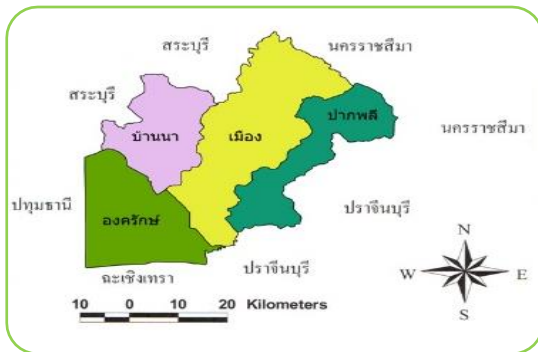 สระบุรี
นครราชสีมา
สระบุรี
ปากพลี
นครราชสีมา
บ้านนา
เมือง
ปทุมธานี
องครักษ์
ปราจีนบุรี
ปราจีนบุรี
ฉะเชิงเทรา
N
W E
S
10 0 10 20 Kilometers